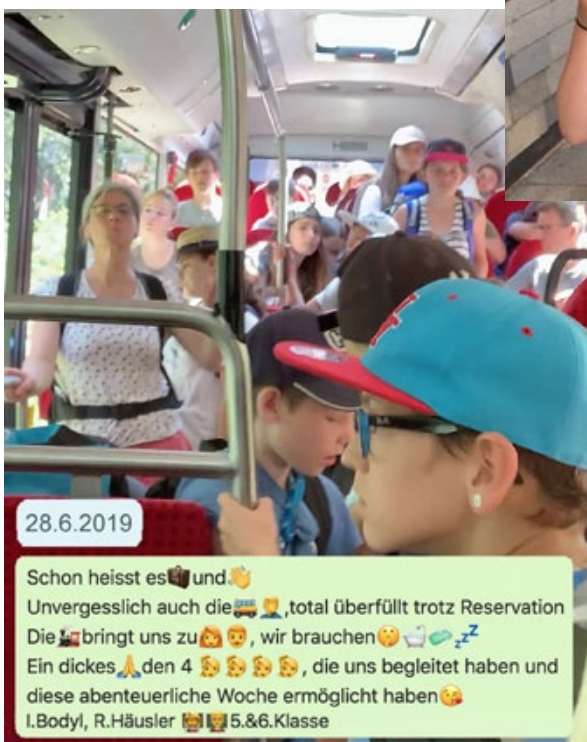 28.6.2019
Schon heisst es🧳und👋
Unvergesslich auch die🚌🤦,total überfüllt trotz Reservation
Die🚂bringt uns zu👩👨, wir brauchen🤫🛁🧼💤
Ein dickes🙏den 4 💪💪💪💪, die uns begleitet haben und
diese abenteuerliche Woche ermöglicht haben😘
I.Bodyl, R.Häusler 👩‍🏫👩‍🏫5.&6.Klasse